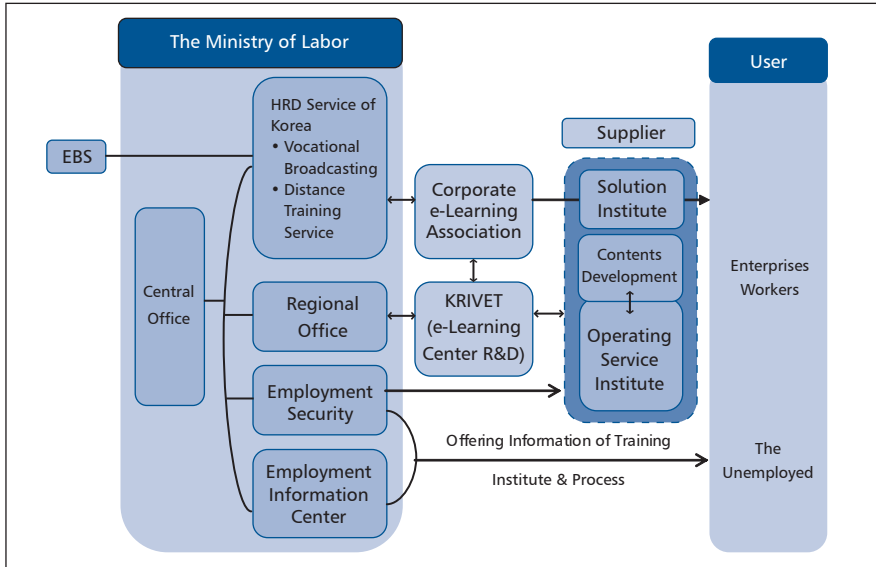 The Ministry of Labor
User
HRD Service of
Korea
• Vocational
Broadcasting
• Distance
Training
Service
EBS
Supplier
Corporate
e-Learning
Association
Solution
Institute
Contents
Development
Central
Office
Regional
Office
KRIVET
(e-Learning
Center R&D)
Operating
Service
Institute
Enterprises
Workers
Employment
Security
Offering Information of Training
Institute & Process
The
Unemployed
Employment
Information
Center